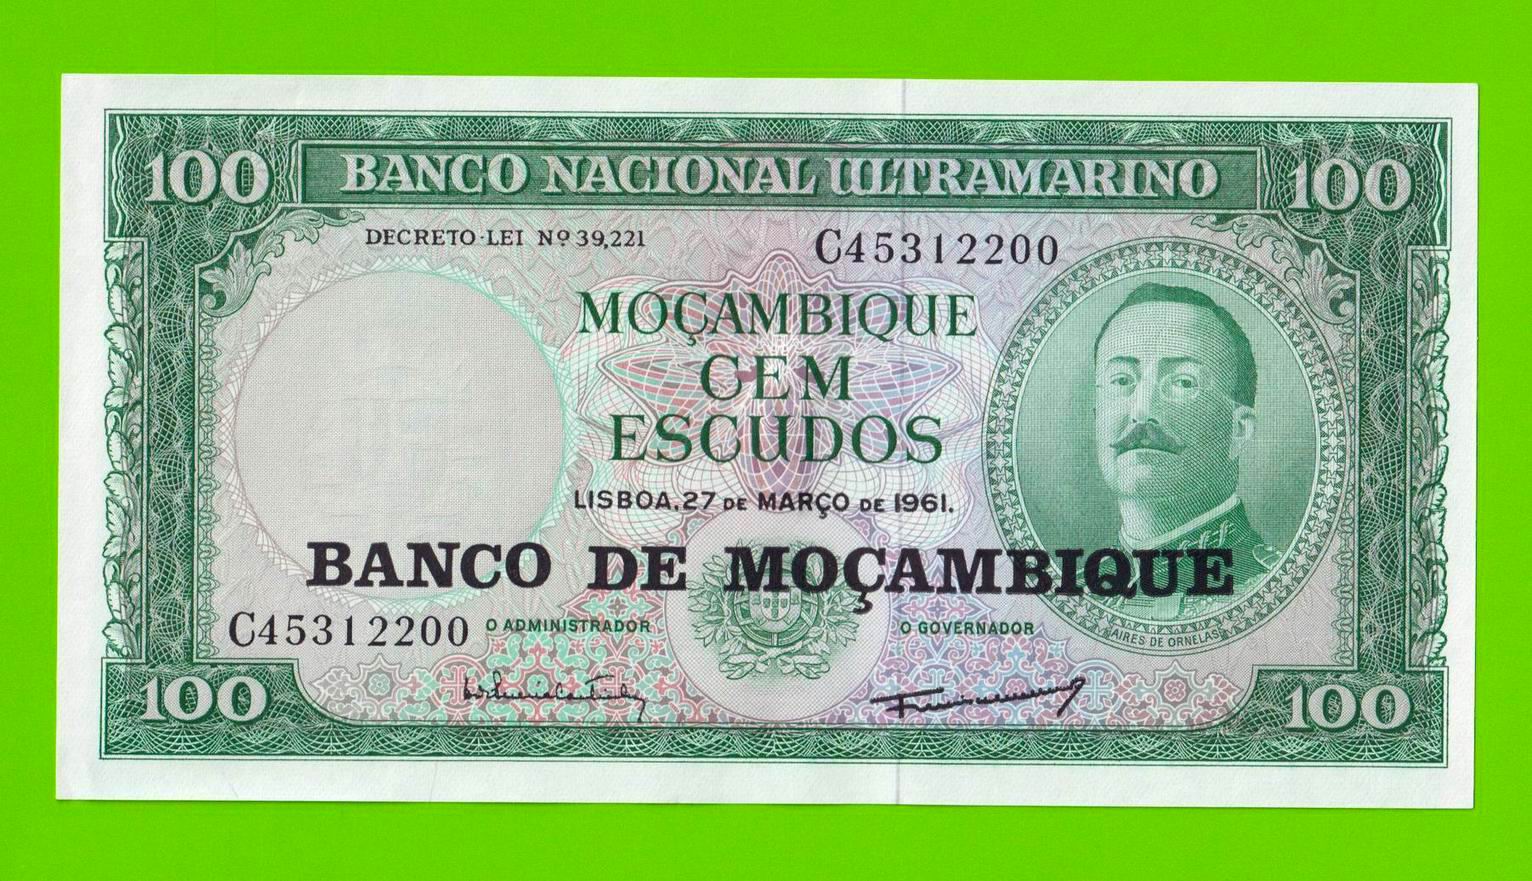 100 BANCO NACIONAL ULTRAMARINO 100
DECRETO-LEI Nº 39,221
C45312200
MOÇAMBIQUE
CEM
ESCUDOS
LISBOA, 27 DE MARÇO DE 1961.
BANCO DE MOÇAMBIQUE
C45312200
O ADMINISTRADOR
O GOVERNADOR
AIRES DE ORNELAS
100 100